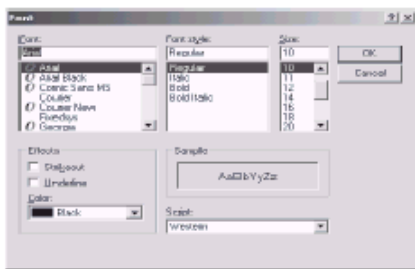 Font
Font: Font style: Size:
Arial Regular 10 OK
Arial Regular 10 Cancel
Arial Black Italic 11
Comic Sans MS Bold 12
Courier Bold Italic 14
Courier New 16
Fixedsys 18
Georgia 20
Effects Sample
Strikeout
Underline AaBbYyZz
Color:
Black Script:
Western